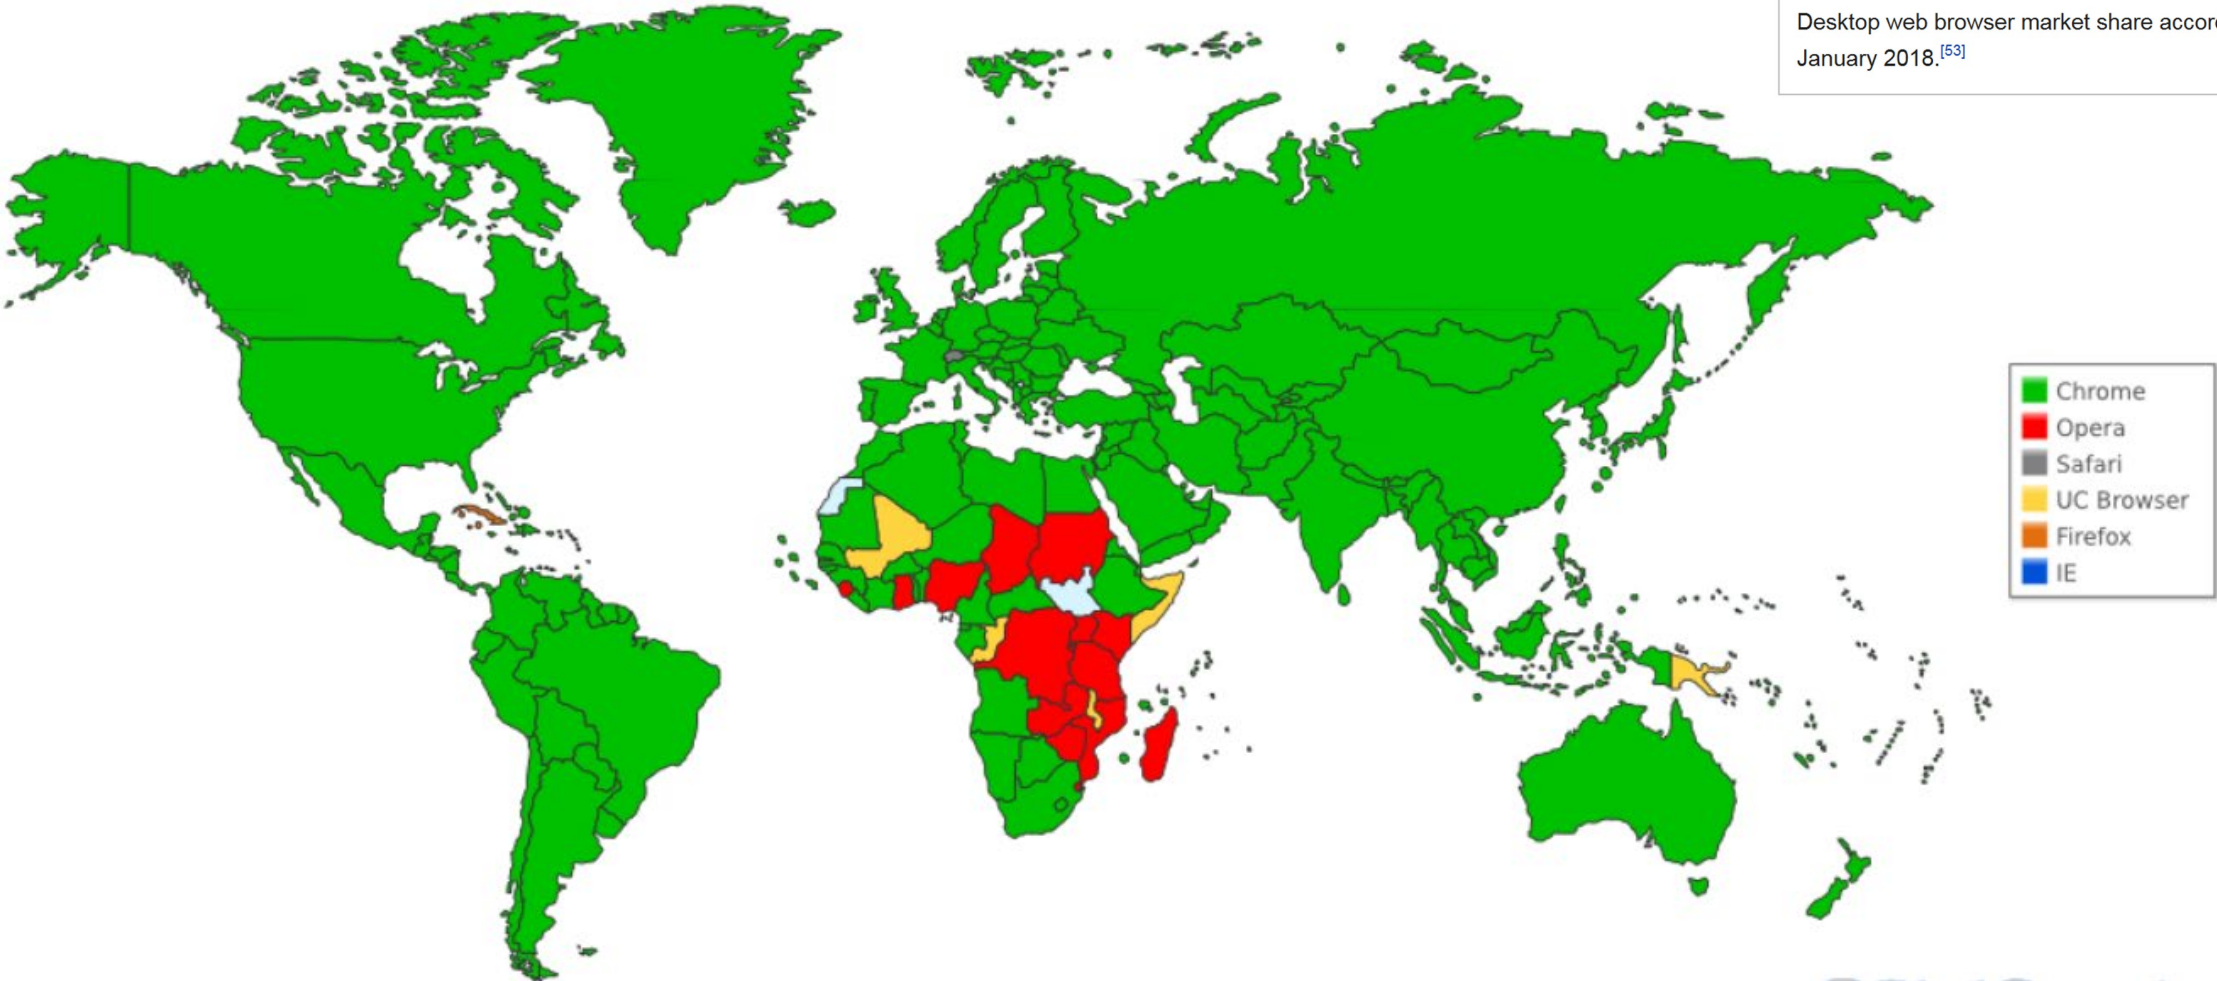 Desktop web browser market share accor
January 2018.[53]
Chrome
Opera
Safari
UC Browser
Firefox
IE